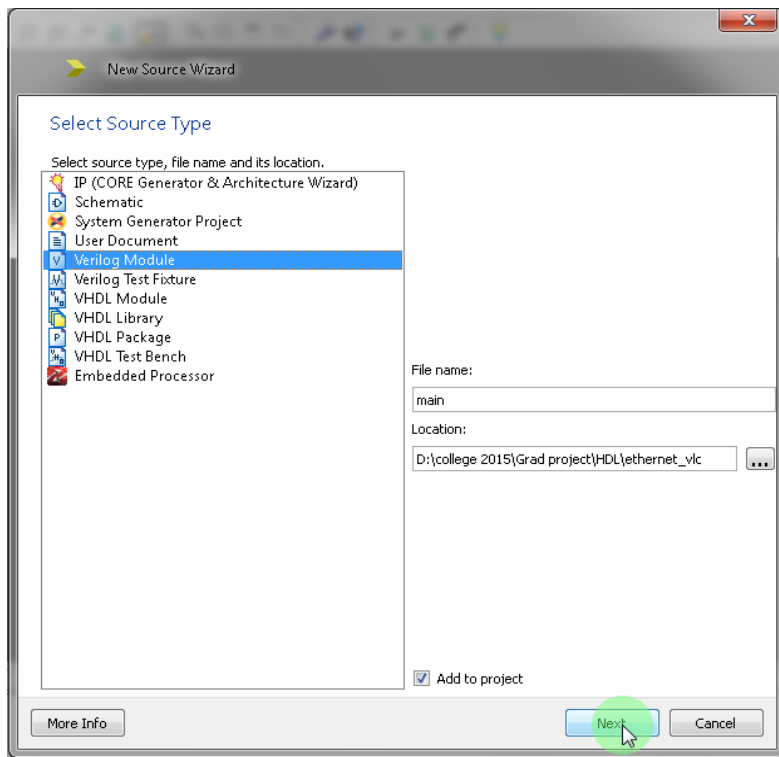 New Source Wizard
Select Source Type
Select source type, file name and its location.
IP (CORE Generator & Architecture Wizard)
Schematic
System Generator Project
User Document
Verilog Module
Verilog Test Fixture
VHDL Module
VHDL Library
VHDL Package
VHDL Test Bench
Embedded Processor
File name:
main
Location:
D:\college 2015\Grad project\HDL\ethernet_vlc
...
Add to project
More Info
Next
Cancel